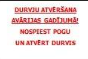 DURVJU ATVĒRŠANA
AVĀRIJAS GADĪJUMĀ!
NOSPIEST POGU
UN ATVĒRT DURVIS